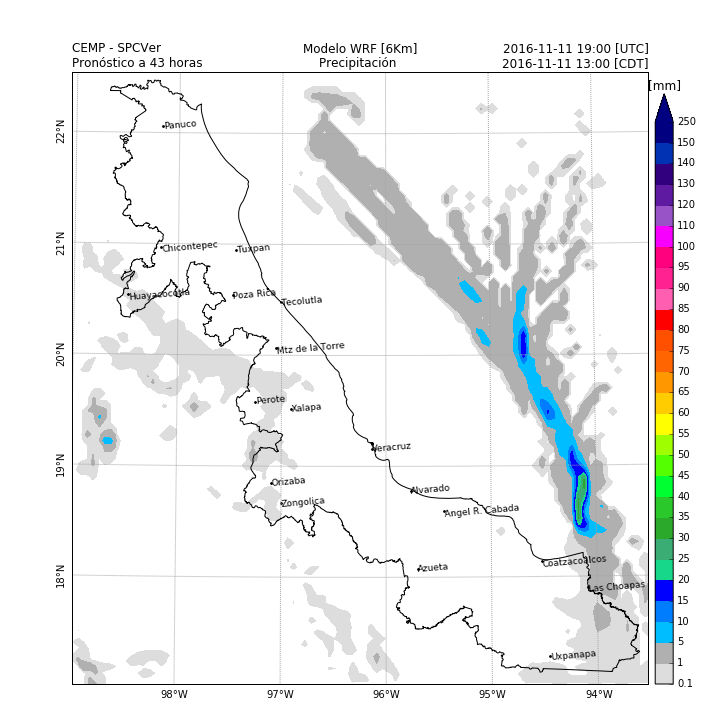 CEMP - SPCVer Modelo WRF [6Km] 2016-11-11 19:00 [UTC]
Pronóstico a 43 horas Precipitación 2016-11-11 13:00 [CDT]
[mm]
250
150
140
130
120
110
100
95
90
85
80
75
70
65
60
55
50
45
40
35
30
25
20
15
10
5
1
0.1
22°N
21°N
20°N
19°N
18°N
Panuco
Chicontepec
Tuxpan
Huayacocotla
Poza Rica
Tecolutla
Mtz de la Torre
Perote
Xalapa
Veracruz
Orizaba
Alvarado
Zongolica
Angel R. Cabada
Azueta
Coatzacoalcos
Las Choapas
Uxpanapa
98°W 97°W 96°W 95°W 94°W